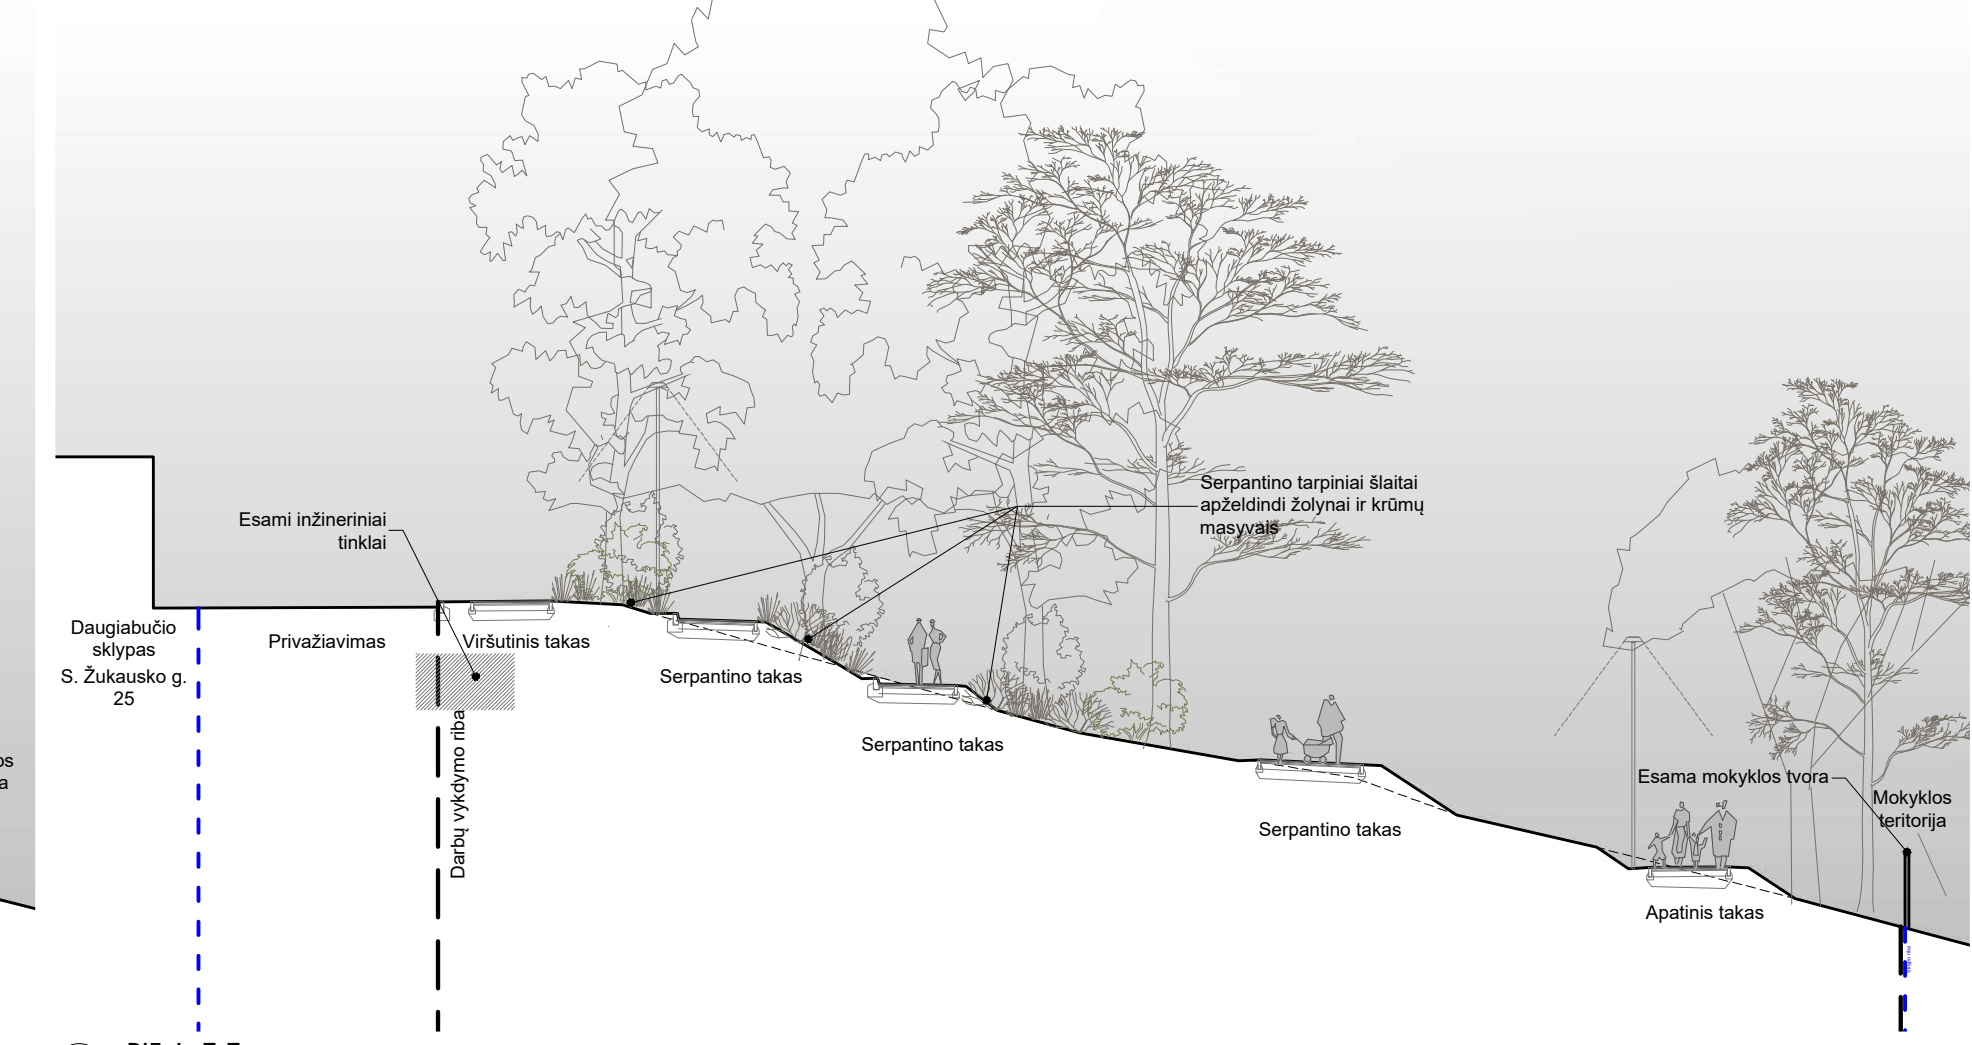 Serpantino tarpiniai šlaitai
apželdindi žolynai ir krūmų
masyvais
Esami inžineriniai
tinklai
Daugiabučio
sklypas
S. Žukausko g.
25
Privažiavimas
Viršutinis takas
Serpantino takas
Serpantino takas
Darbų vykdymo riba
os
a
Esama mokyklos tvora
Mokyklos
teritorija
Serpantino takas
Apatinis takas